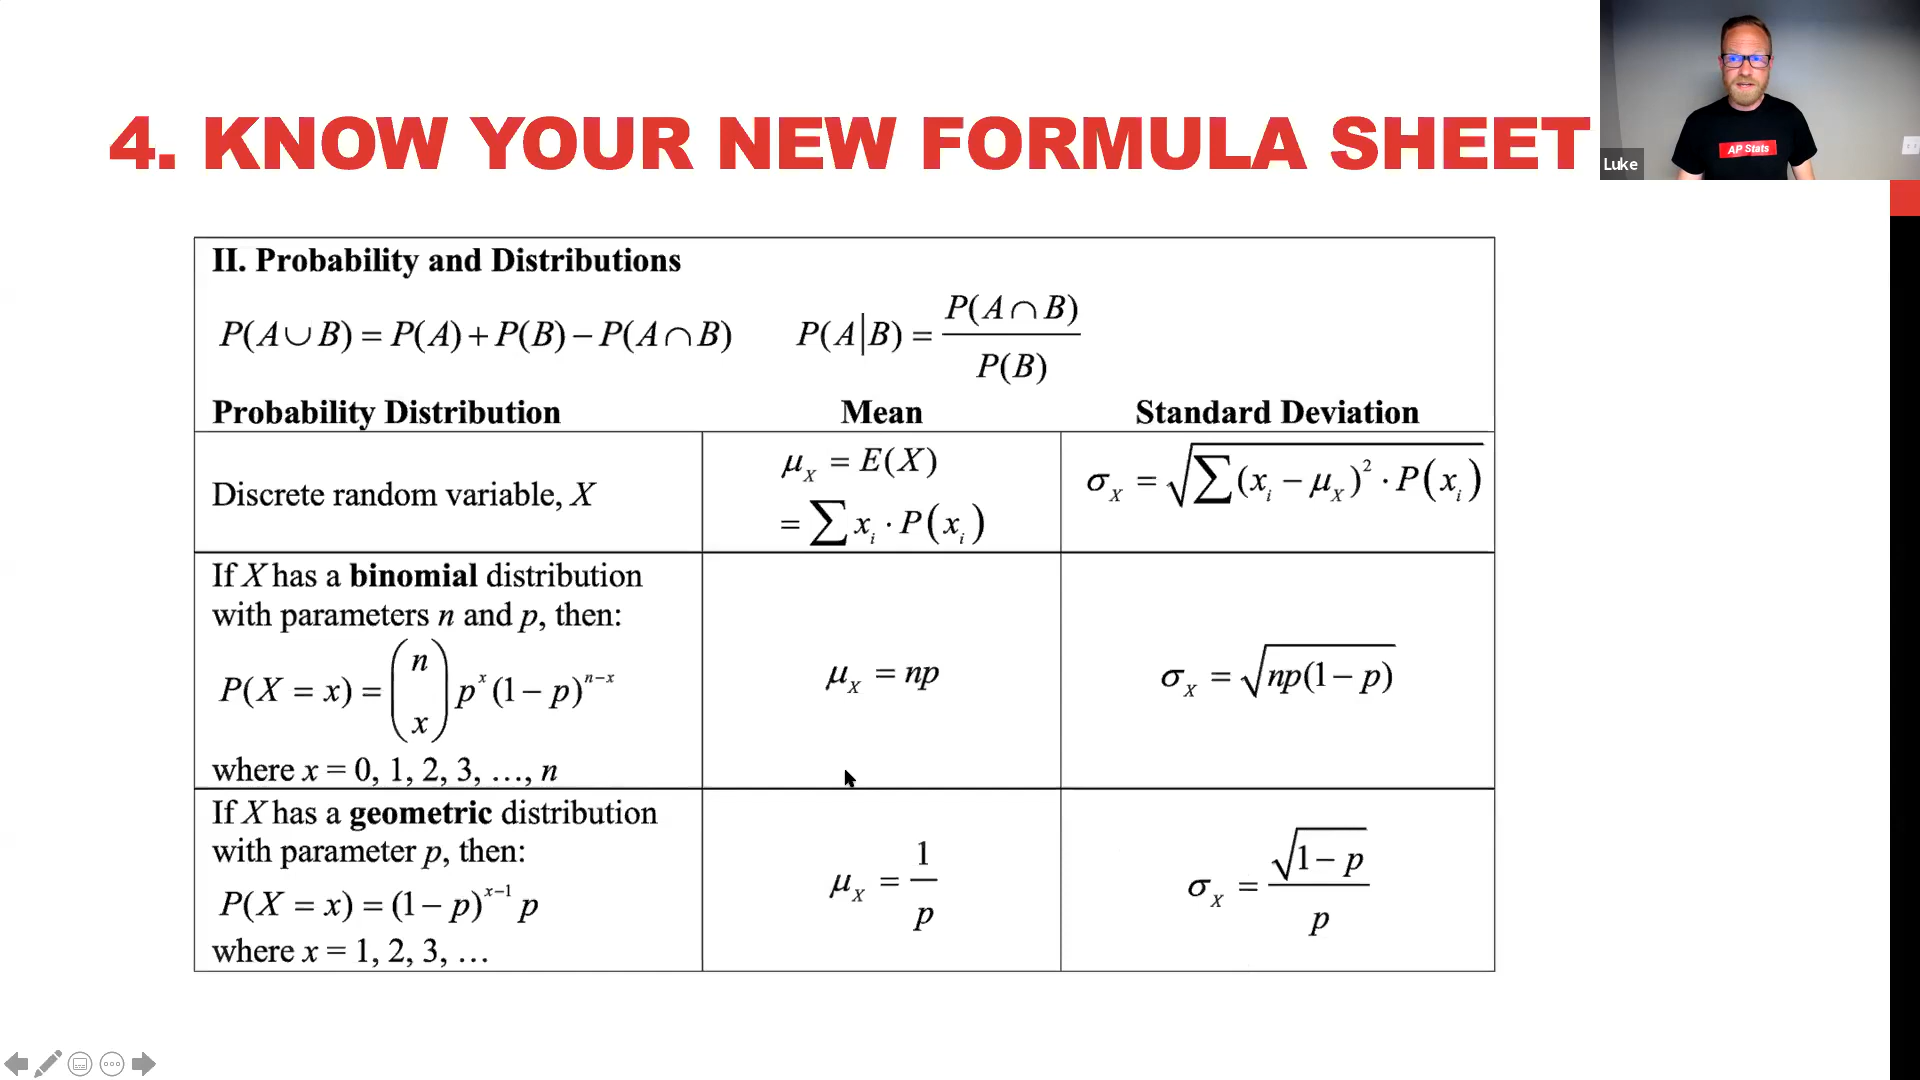 4. KNOW YOUR NEW FORMULA SHEET
AP Stats
Luke
II. Probability and Distributions
P(A∪B) = P(A)+P(B)−P(A∩B)    P(A|B) = P(A∩B) / P(B)
Probability Distribution    Mean    Standard Deviation
Discrete random variable, X
μ_X = E(X)
= ∑ x_i · P(x_i)
σ_X = √(∑(x_i − μ_X)² · P(x_i))
If X has a binomial distribution
with parameters n and p, then:
P(X = x) = (n x) p^x (1 − p)^(n−x)
where x = 0, 1, 2, 3, …, n
μ_X = np
σ_X = √(np(1 − p))
If X has a geometric distribution
with parameter p, then:
P(X = x) = (1 − p)^(x−1) p
where x = 1, 2, 3, …
μ_X = 1 / p
σ_X = √(1 − p) / p